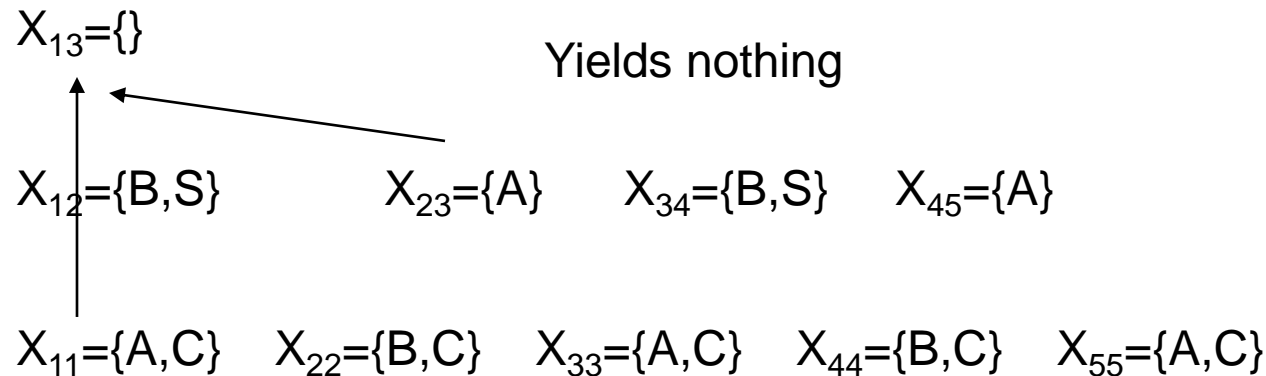 X₁₃={}
Yields nothing
X₁₂={B,S} X₂₃={A} X₃₄={B,S} X₄₅={A}
X₁₁={A,C} X₂₂={B,C} X₃₃={A,C} X₄₄={B,C} X₅₅={A,C}